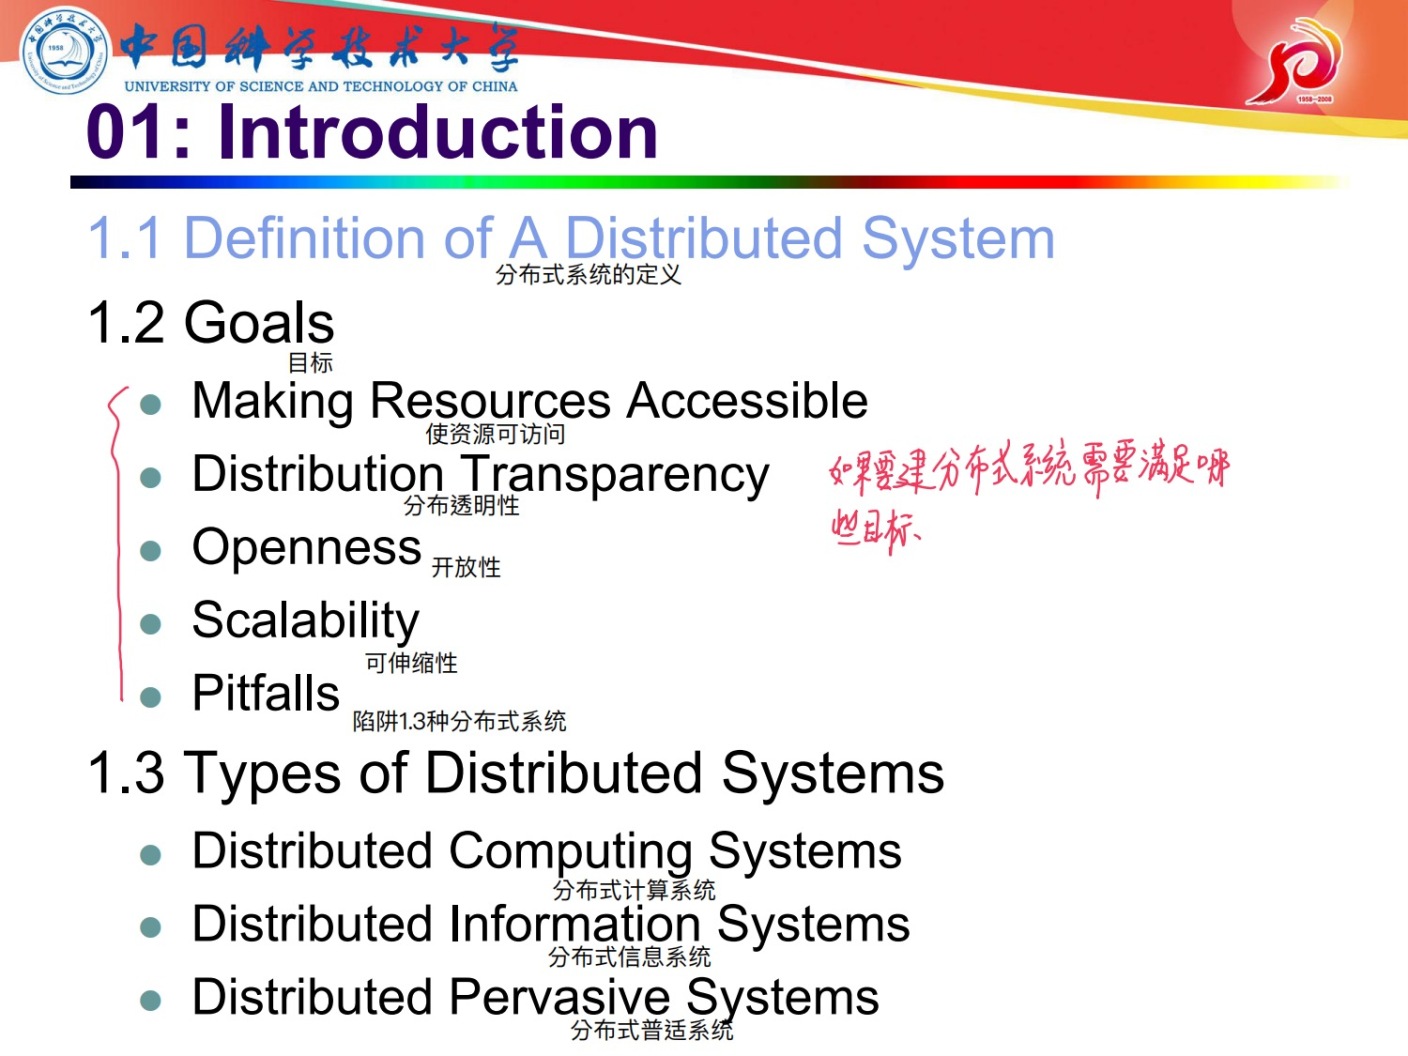 中国科学技术大学
UNIVERSITY OF SCIENCE AND TECHNOLOGY OF CHINA
1958
1958—2008
01: Introduction
1.1 Definition of A Distributed System
分布式系统的定义
1.2 Goals
目标
Making Resources Accessible
使资源可访问
Distribution Transparency
分布透明性
如果要建分布式系统需要满足哪
些目标、
Openness
开放性
Scalability
可伸缩性
Pitfalls
陷阱1.3种分布式系统
1.3 Types of Distributed Systems
Distributed Computing Systems
分布式计算系统
Distributed Information Systems
分布式信息系统
Distributed Pervasive Systems
分布式普适系统